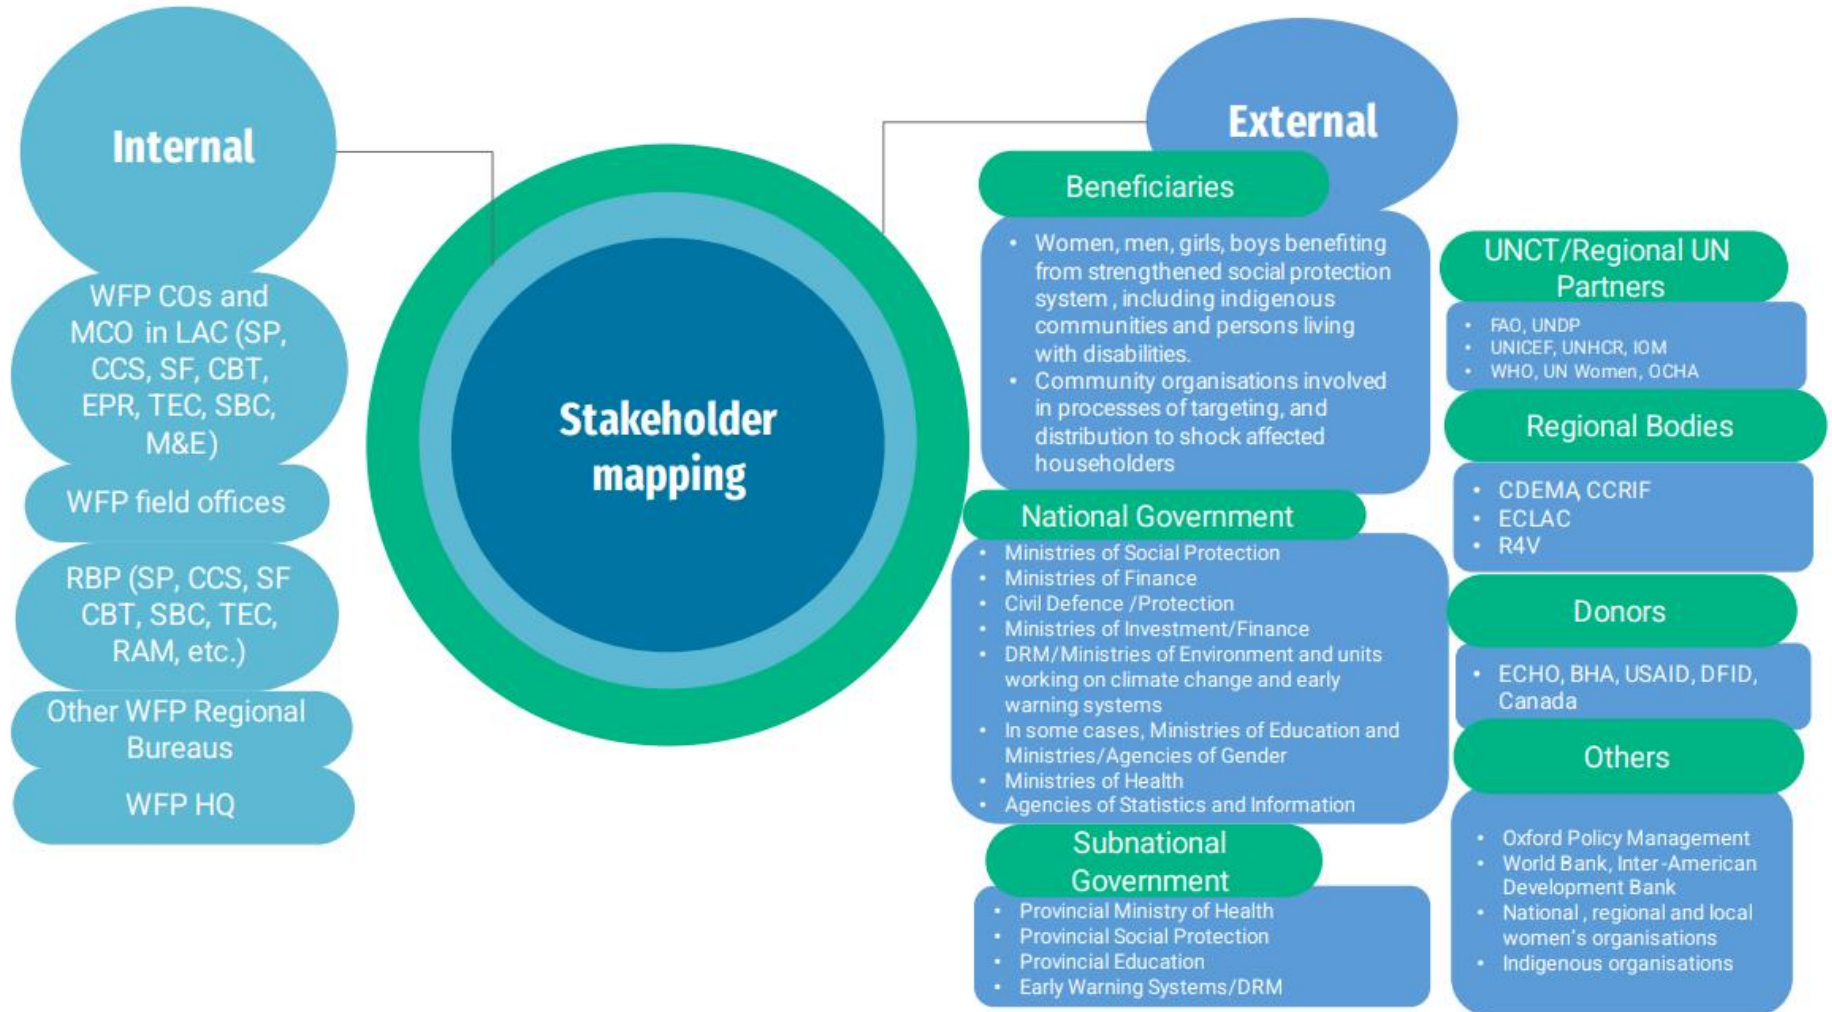 Internal
WFP COs and
MCO in LAC (SP,
CCS, SF, CBT,
EPR, TEC, SBC,
M&E)
WFP field offices
RBP (SP, CCS, SF
CBT, SBC, TEC,
RAM, etc.)
Other WFP Regional
Bureaus
WFP HQ
Stakeholder
mapping
External
Beneficiaries
• Women, men, girls, boys benefiting
from strengthened social protection
system , including indigenous
communities and persons living
with disabilities.
• Community organisations involved
in processes of targeting, and
distribution to shock affected
householders
National Government
• Ministries of Social Protection
• Ministries of Finance
• Civil Defence /Protection
• Ministries of Investment/Finance
• DRM/Ministries of Environment and units
working on climate change and early
warning systems
• In some cases, Ministries of Education and
Ministries/Agencies of Gender
• Ministries of Health
• Agencies of Statistics and Information
Subnational
Government
• Provincial Ministry of Health
• Provincial Social Protection
• Provincial Education
• Early Warning Systems/DRM
UNCT/Regional UN
Partners
• FAO, UNDP
• UNICEF, UNHCR, IOM
• WHO, UN Women, OCHA
Regional Bodies
• CDEMA, CCRIF
• ECLAC
• R4V
Donors
• ECHO, BHA, USAID, DFID,
Canada
Others
• Oxford Policy Management
• World Bank, Inter-American
Development Bank
• National , regional and local
women's organisations
• Indigenous organisations